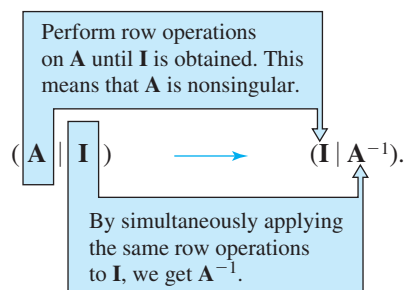 Perform row operations
on A until I is obtained. This
means that A is nonsingular.
( A | I ) (I | A⁻¹).
By simultaneously applying
the same row operations
to I, we get A⁻¹.